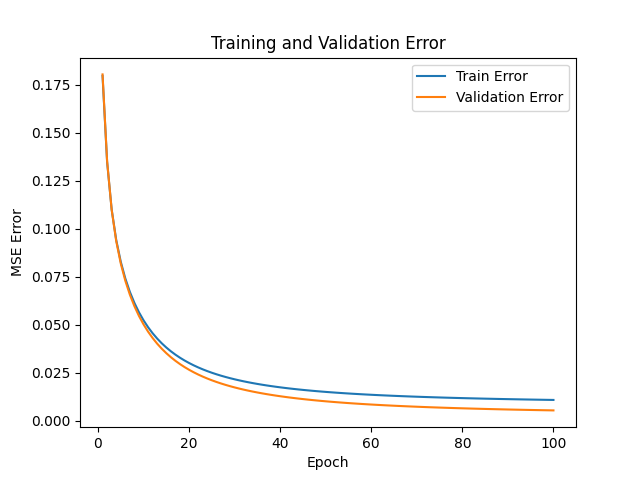 Training and Validation Error
Train Error
Validation Error
MSE Error
0.175
0.150
0.125
0.100
0.075
0.050
0.025
0.000
0 20 40 60 80 100
Epoch